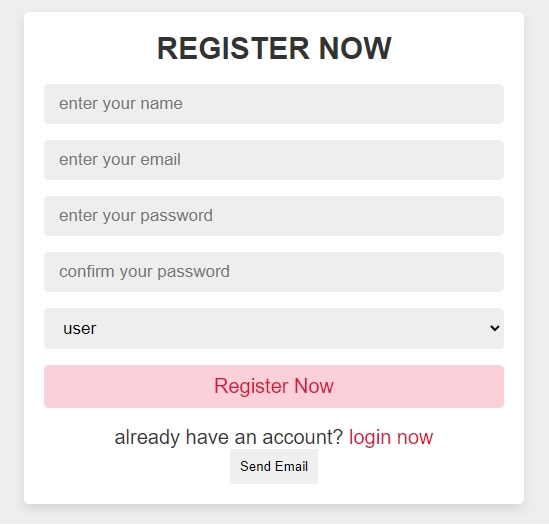 REGISTER NOW
enter your name
enter your email
enter your password
confirm your password
user
Register Now
already have an account? login now
Send Email